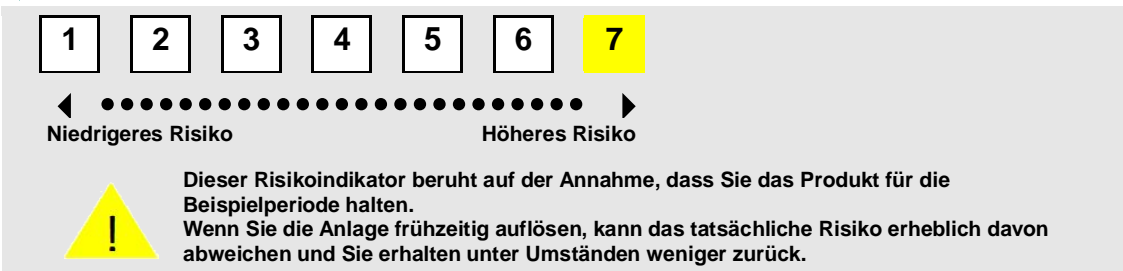 1 2 3 4 5 6 7
Niedrigeres Risiko Höheres Risiko
Dieser Risikoindikator beruht auf der Annahme, dass Sie das Produkt für die
Beispielperiode halten.
Wenn Sie die Anlage frühzeitig auflösen, kann das tatsächliche Risiko erheblich davon
abweichen und Sie erhalten unter Umständen weniger zurück.
!